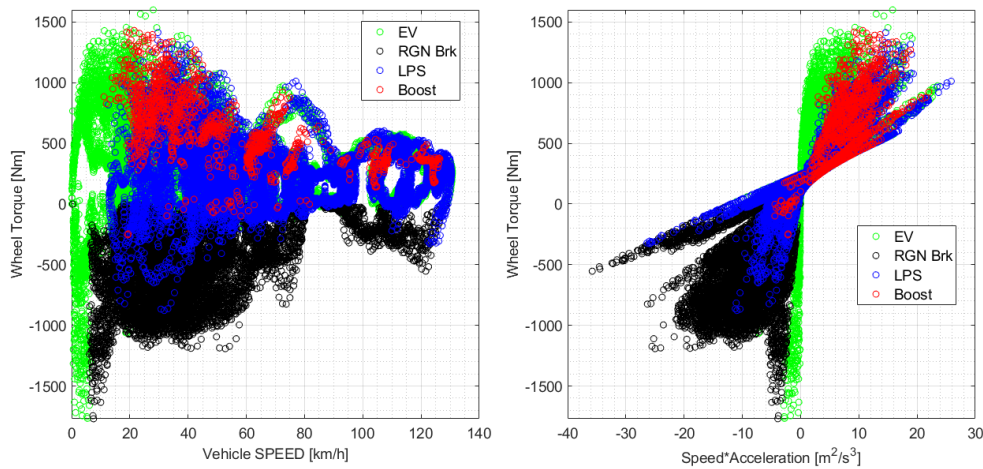 1500
1000
500
0
-500
-1000
-1500
Wheel Torque [Nm]
0 20 40 60 80 100 120 140
Vehicle SPEED [km/h]
EV
RGN Brk
LPS
Boost
1500
1000
500
0
-500
-1000
-1500
Wheel Torque [Nm]
-40 -30 -20 -10 0 10 20 30
Speed*Acceleration [m²/s³]
EV
RGN Brk
LPS
Boost